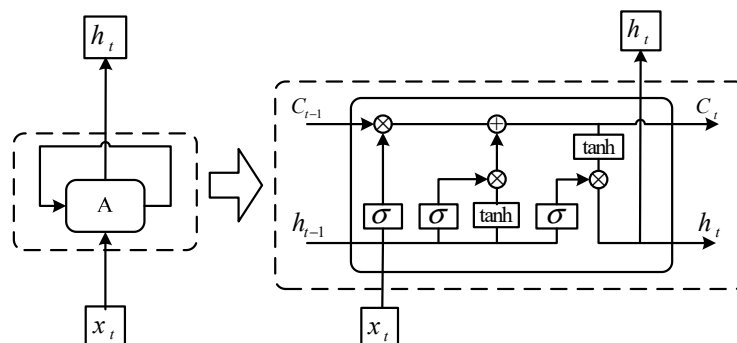 h_t
A
x_t
h_t
C_{t-1}
C_t
tanh
σ
σ
tanh
σ
h_{t-1}
h_t
x_t